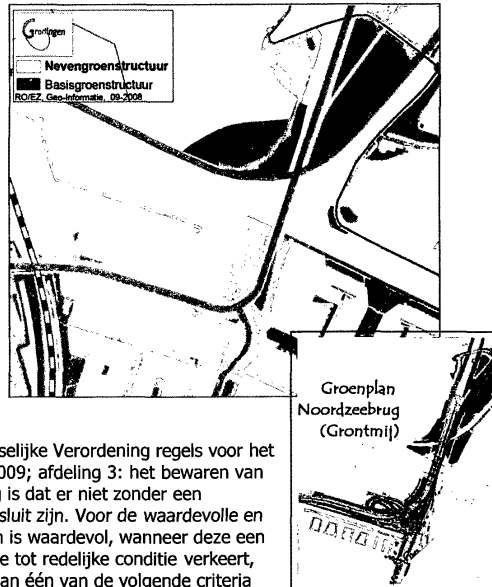 Groningen
Nevengroenstructuur
Basisgroenstructuur
RO/EZ, Geo-informatie, 09-2008
Groenplan
Noordzeebrug
(Grontmij)
selijke Verordening regels voor het
009; afdeling 3: het bewaren van
g is dat er niet zonder een
sluit zijn. Voor de waardevolle en
n is waardevol, wanneer deze een
e tot redelijke conditie verkeert,
an één van de volgende criteria